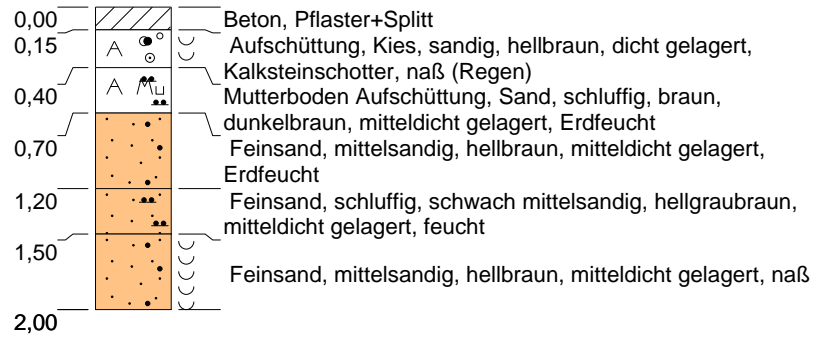 0,00 Beton, Pflaster+Splitt
0,15 Aufschüttung, Kies, sandig, hellbraun, dicht gelagert,
Kalksteinschotter, naß (Regen)
0,40 Mutterboden Aufschüttung, Sand, schluffig, braun,
dunkelbraun, mitteldicht gelagert, Erdfeucht
0,70 Feinsand, mittelsandig, hellbraun, mitteldicht gelagert,
Erdfeucht
1,20 Feinsand, schluffig, schwach mittelsandig, hellgraubraun,
mitteldicht gelagert, feucht
1,50
Feinsand, mittelsandig, hellbraun, mitteldicht gelagert, naß
2,00
A
A Mu